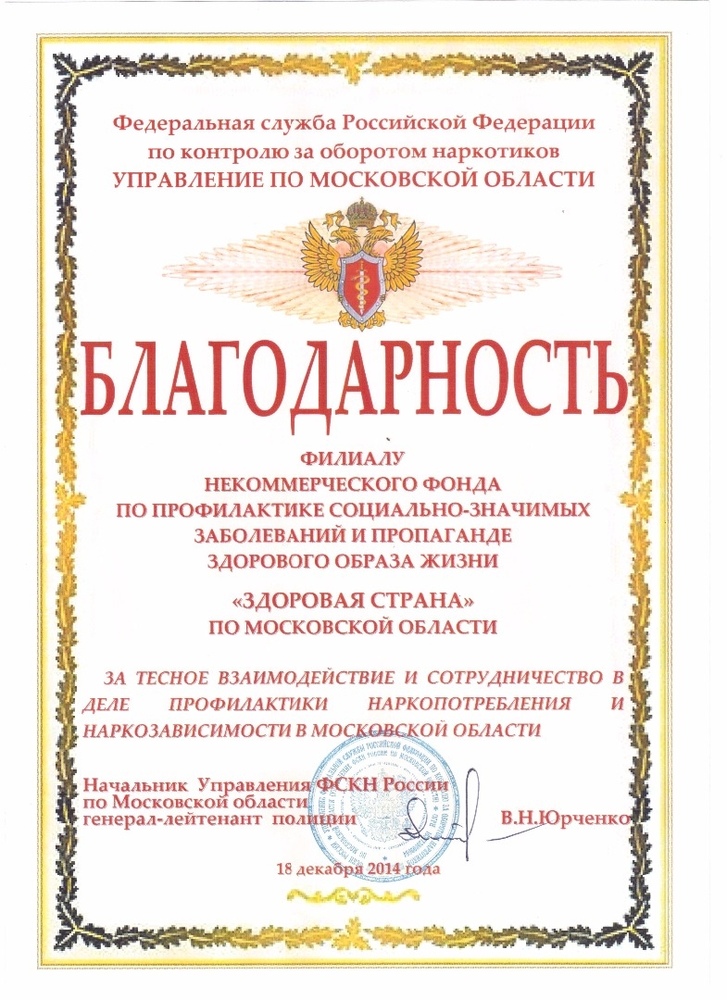 Федеральная служба Российской Федерации
по контролю за оборотом наркотиков
УПРАВЛЕНИЕ ПО МОСКОВСКОЙ ОБЛАСТИ
БЛАГОДАРНОСТЬ
ФИЛИАЛУ
НЕКОММЕРЧЕСКОГО ФОНДА
ПО ПРОФИЛАКТИКЕ СОЦИАЛЬНО-ЗНАЧИМЫХ
ЗАБОЛЕВАНИЙ И ПРОПАГАНДЕ
ЗДОРОВОГО ОБРАЗА ЖИЗНИ
«ЗДОРОВАЯ СТРАНА»
ПО МОСКОВСКОЙ ОБЛАСТИ
ЗА ТЕСНОЕ ВЗАИМОДЕЙСТВИЕ И СОТРУДНИЧЕСТВО В
ДЕЛЕ ПРОФИЛАКТИКИ НАРКОПОТРЕБЛЕНИЯ И
НАРКОЗАВИСИМОСТИ В МОСКОВСКОЙ ОБЛАСТИ
Начальник Управления ФСКН России
по Московской области
генерал-лейтенант полиции В.Н.Юрченко
18 декабря 2014 года